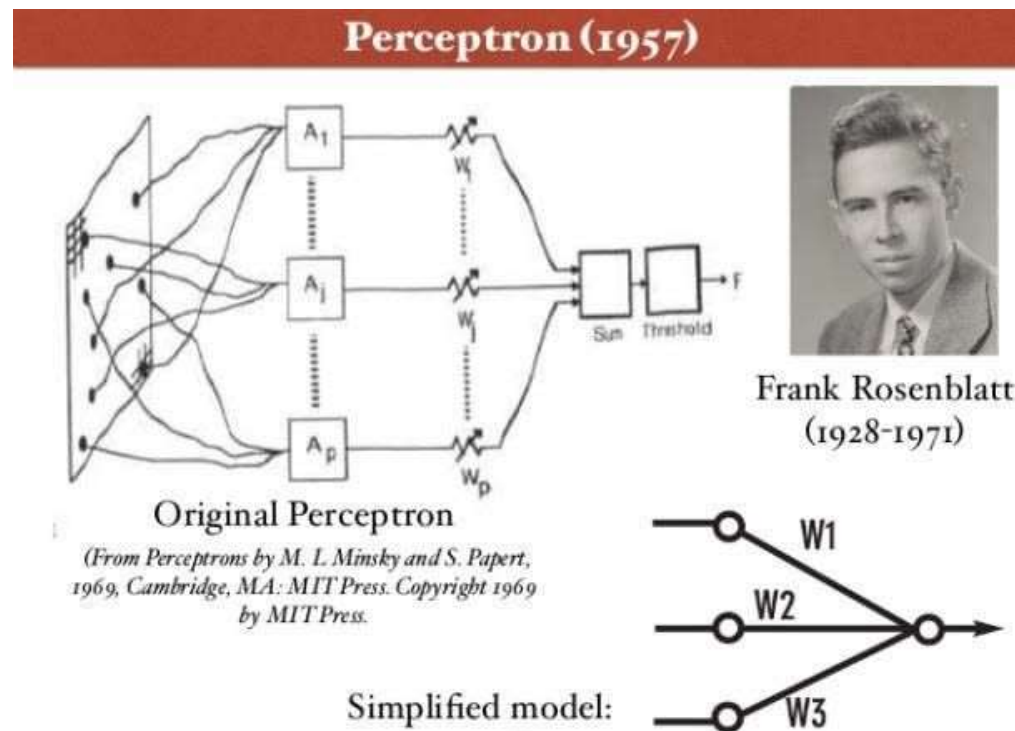 Perceptron (1957)
A1
W1
Aj
Wj
Sum
Threshold
F
Ap
Wp
Original Perceptron
(From Perceptrons by M. L Minsky and S. Papert,
1969, Cambridge, MA: MIT Press. Copyright 1969
by MIT Press.
Frank Rosenblatt
(1928-1971)
W1
W2
W3
Simplified model: